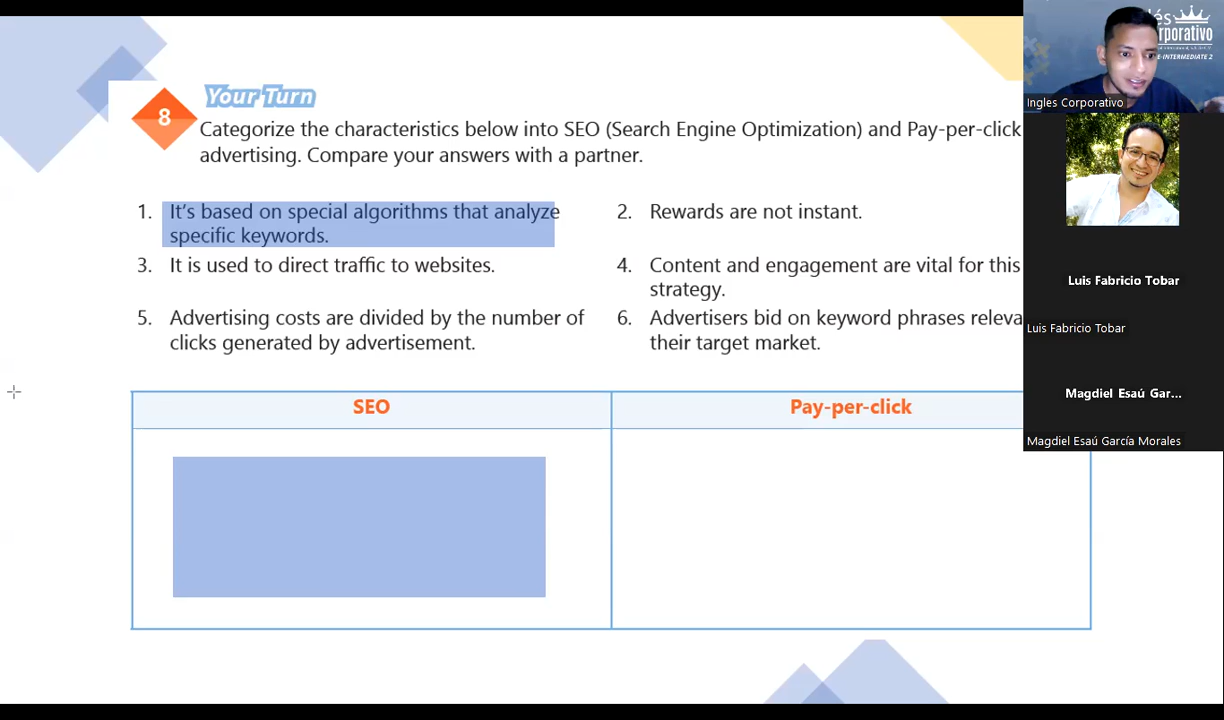 Your Turn
8
Categorize the characteristics below into SEO (Search Engine Optimization) and Pay-per-click
advertising. Compare your answers with a partner.
1. It's based on special algorithms that analyze
specific keywords.
2. Rewards are not instant.
3. It is used to direct traffic to websites.
4. Content and engagement are vital for this
strategy.
5. Advertising costs are divided by the number of
clicks generated by advertisement.
6. Advertisers bid on keyword phrases releva
their target market.
SEO
Pay-per-click
lés
rporativo
E-INTERMEDIATE 2
Ingles Corporativo
Luis Fabricio Tobar
Luis Fabricio Tobar
Magdiel Esaú Gar...
Magdiel Esaú García Morales